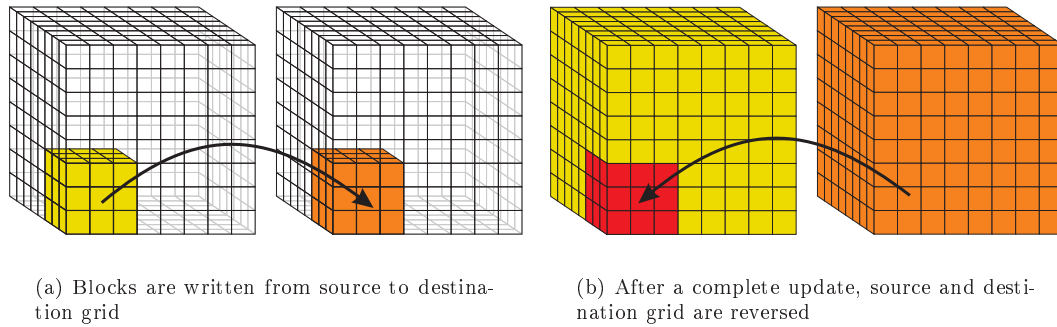 (a) Blocks are written from source to destina-
tion grid
(b) After a complete update, source and desti-
nation grid are reversed